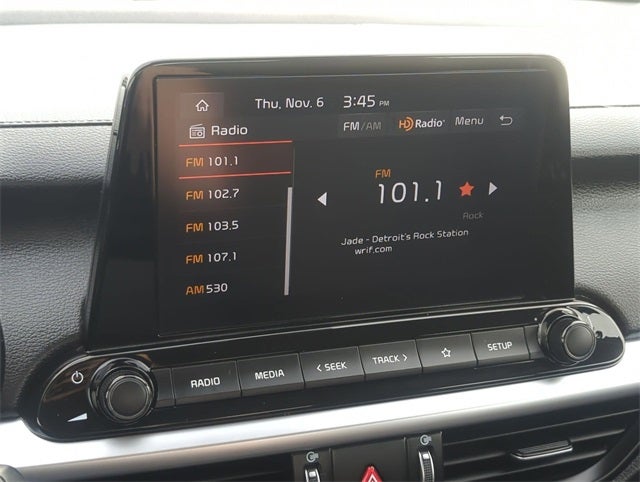 Thu, Nov. 6 3:45 PM
Radio FM/AM HD Radio Menu
FM 101.1
FM 102.7
FM 103.5
FM 107.1
AM 530
FM
101.1
Rock
Jade - Detroit's Rock Station
wrif.com
RADIO MEDIA < SEEK TRACK > SETUP